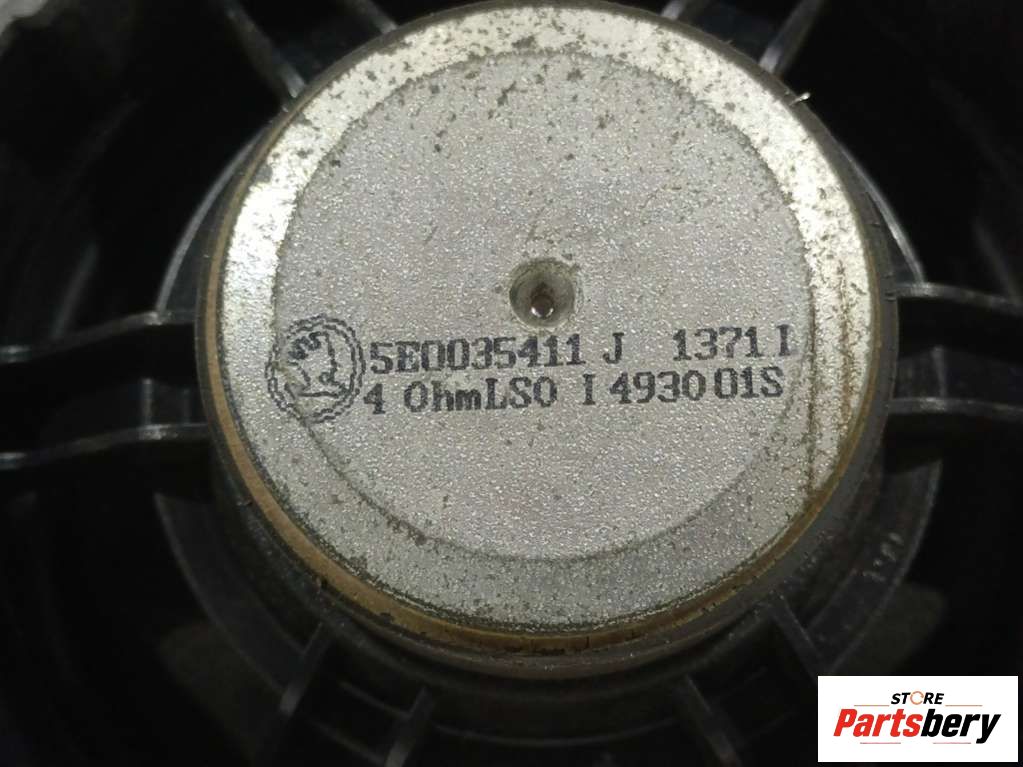 5E0035411 J 1371 I
4 OhmLSO I 4930 01S
STORE
Partsbery